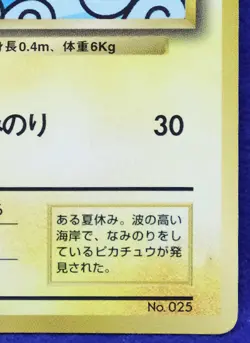 長0.4m、体重6Kg
のり 30
ある夏休み。波の高い
海岸で、なみのりをし
ているピカチュウが発
見された。
No. 025